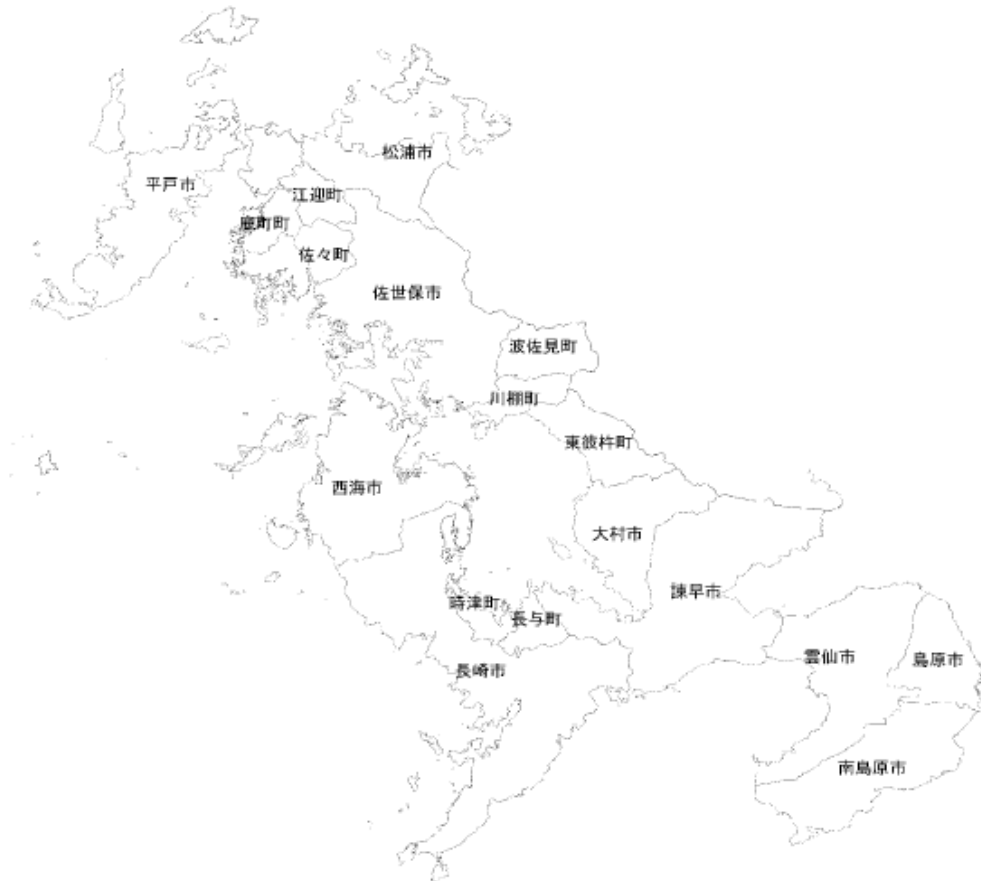 松浦市
平戸市
江迎町
鹿町町
佐々町
佐世保市
波佐見町
川棚町
東彼杵町
西海市
大村市
諫早市
時津町
長与町
雲仙市
島原市
長崎市
南島原市